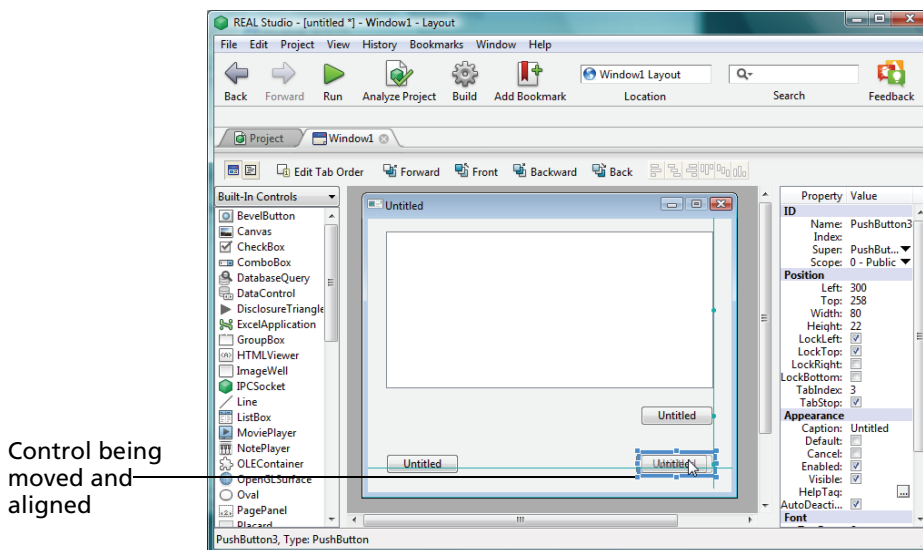 REAL Studio - [untitled *] - Window1 - Layout
File Edit Project View History Bookmarks Window Help
Window1 Layout
Back Forward Run Analyze Project Build Add Bookmark Location Search Feedback
Project Window1
Edit Tab Order Forward Front Backward Back
Built-In Controls
BevelButton
Canvas
CheckBox
ComboBox
DatabaseQuery
DataControl
DisclosureTriangle
ExcelApplication
GroupBox
HTMLViewer
ImageWell
IPCSocket
Line
ListBox
MoviePlayer
NotePlayer
OLEContainer
OpenGLSurface
Oval
PagePanel
Placard
Untitled
Untitled
Untitled
Untitled
Property Value
ID
Name: PushButton3
Index:
Super: PushBut...
Scope: 0 - Public
Position
Left: 300
Top: 258
Width: 80
Height: 22
LockLeft:
LockTop:
LockRight:
LockBottom:
TabIndex: 3
TabStop:
Appearance
Caption: Untitled
Default:
Cancel:
Enabled:
Visible:
HelpTag: ...
AutoDeacti...
Font
PushButton3, Type: PushButton
Control being
moved and
aligned